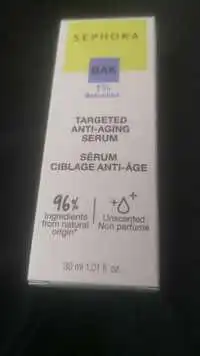 SEPHORA
BAK
1%
TARGETED
ANTI-AGING
SERUM
SÉRUM
CIBLAGE ANTI-ÂGE
96%
Ingredients
from natural
origin*
Unscented
Non parfumé
30 ml 1.01 fl. oz.